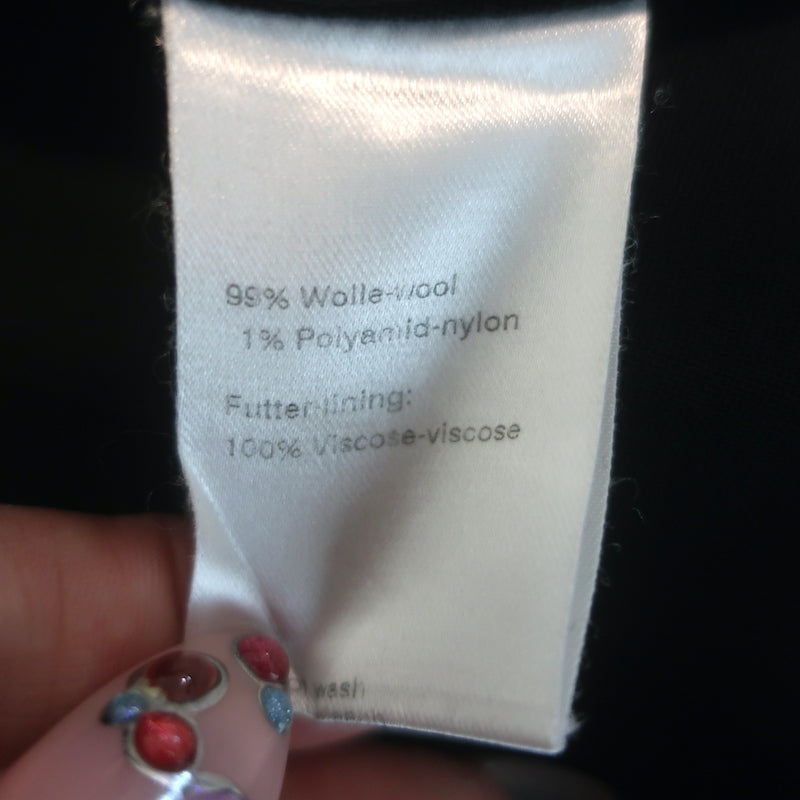 99% Wolle-wool
1% Polyamid-nylon
Futter-lining:
100% Viscose-viscose
wash